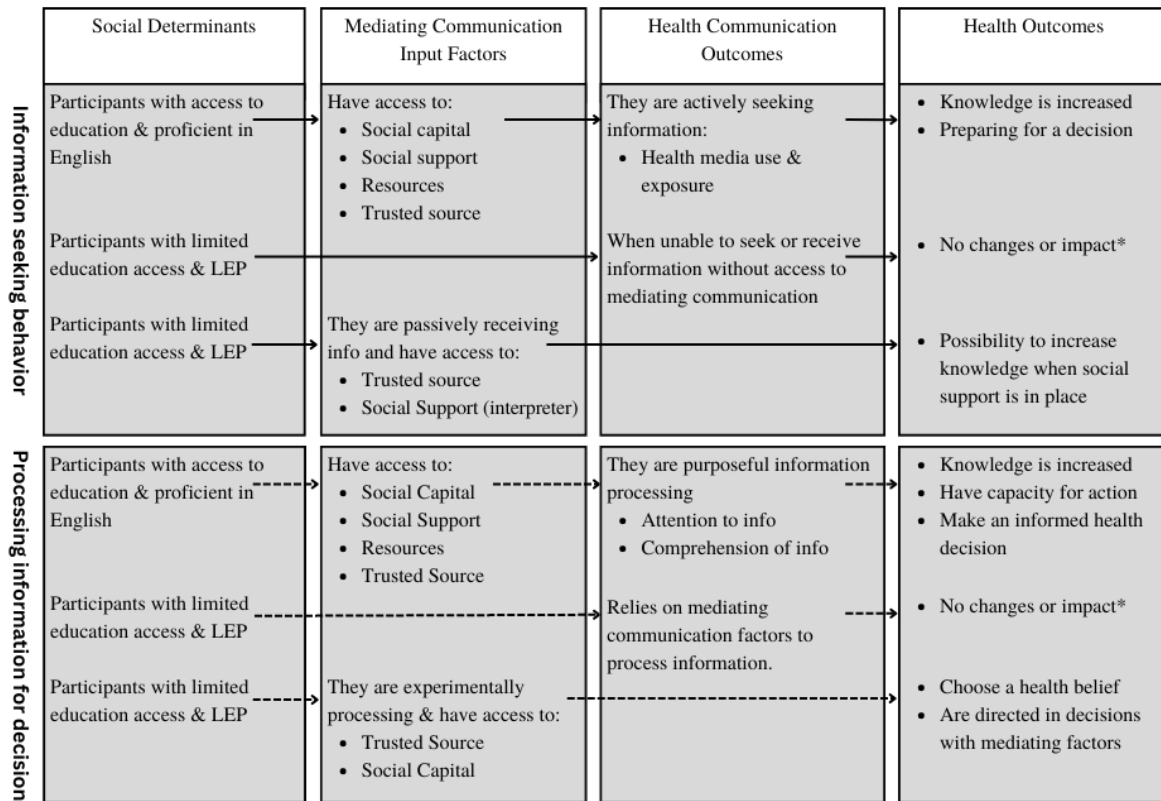 Social Determinants
Mediating Communication
Input Factors
Health Communication
Outcomes
Health Outcomes
Information seeking behavior
Participants with access to
education & proficient in
English
Have access to:
• Social capital
• Social support
• Resources
• Trusted source
They are actively seeking
information:
• Health media use &
exposure
• Knowledge is increased
• Preparing for a decision
Participants with limited
education access & LEP
When unable to seek or receive
information without access to
mediating communication
• No changes or impact*
Participants with limited
education access & LEP
They are passively receiving
info and have access to:
• Trusted source
• Social Support (interpreter)
• Possibility to increase
knowledge when social
support is in place
Processing information for decision
Participants with access to
education & proficient in
English
Have access to:
• Social Capital
• Social Support
• Resources
• Trusted Source
They are purposeful information
processing
• Attention to info
• Comprehension of info
• Knowledge is increased
• Have capacity for action
• Make an informed health
decision
Participants with limited
education access & LEP
Relies on mediating
communication factors to
process information.
• No changes or impact*
Participants with limited
education access & LEP
They are experimentally
processing & have access to:
• Trusted Source
• Social Capital
• Choose a health belief
• Are directed in decisions
with mediating factors